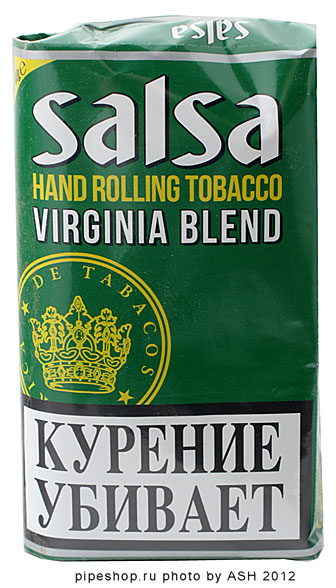 salsa
salsa
HAND ROLLING TOBACCO
VIRGINIA BLEND
DE TABACOS
КУРЕНИЕ
УБИВАЕТ
pipeshop.ru photo by ASH 2012